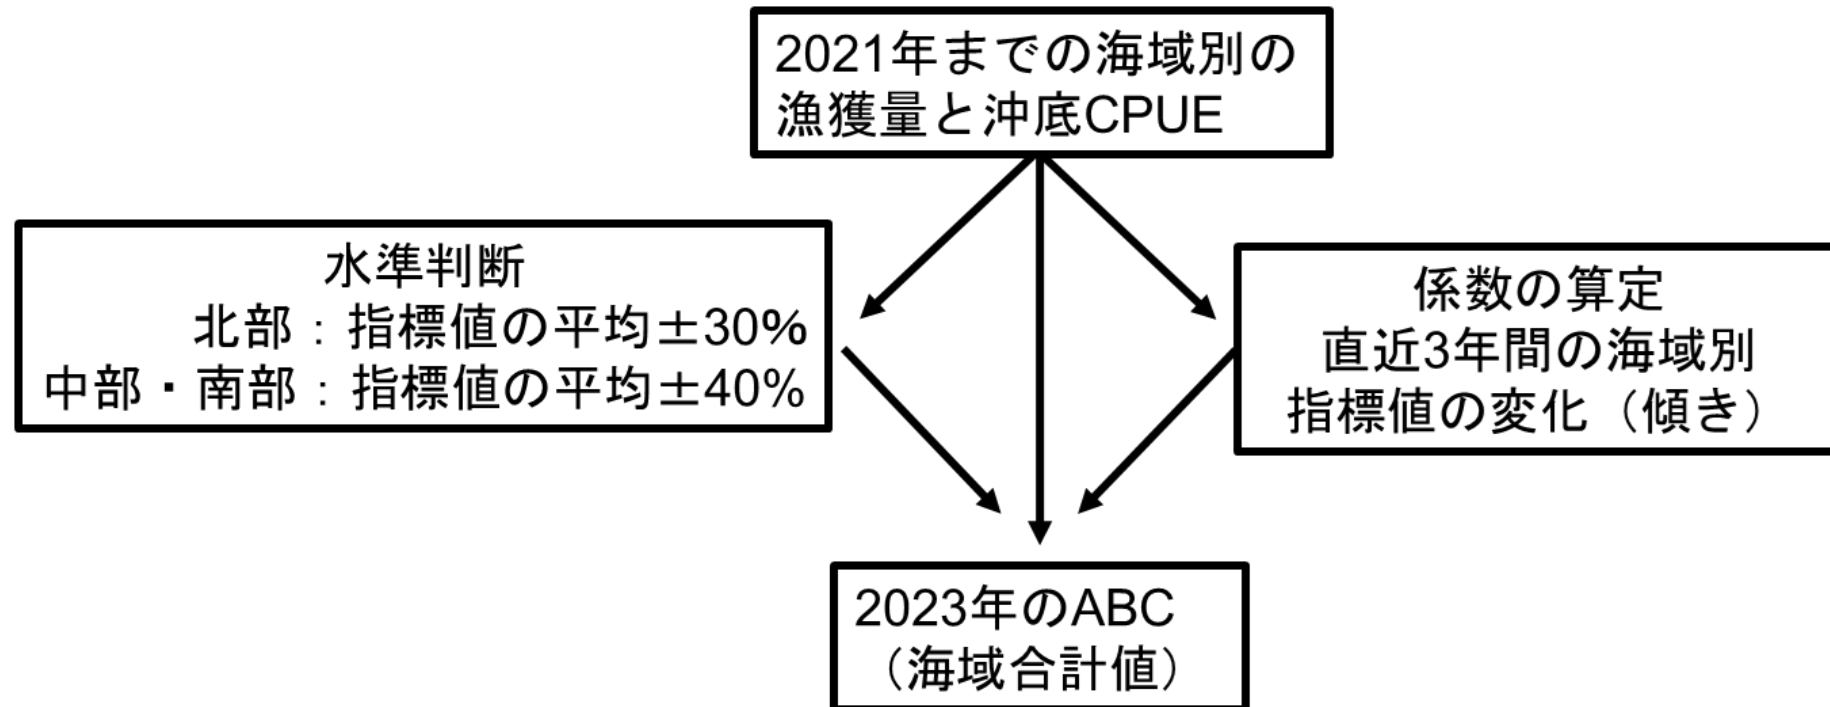 2021年までの海域別の
漁獲量と沖底CPUE
水準判断
北部：指標値の平均±30%
中部・南部：指標値の平均±40%
係数の算定
直近3年間の海域別
指標値の変化（傾き）
2023年のABC
（海域合計値）